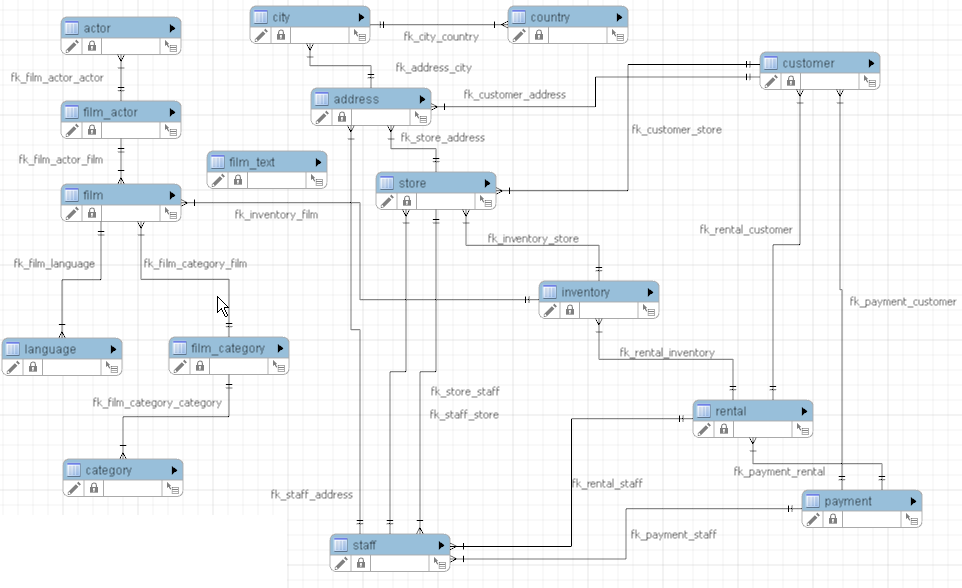 city
country
actor
fk_city_country
fk_address_city
customer
fk_film_actor_actor
fk_customer_address
address
film_actor
fk_customer_store
fk_store_address
fk_film_actor_film
film_text
store
film
fk_inventory_film
fk_rental_customer
fk_inventory_store
fk_film_language
fk_film_category_film
inventory
fk_payment_customer
language
film_category
fk_rental_inventory
fk_store_staff
fk_film_category_category
rental
fk_staff_store
category
fk_payment_rental
fk_rental_staff
fk_staff_address
payment
fk_payment_staff
staff